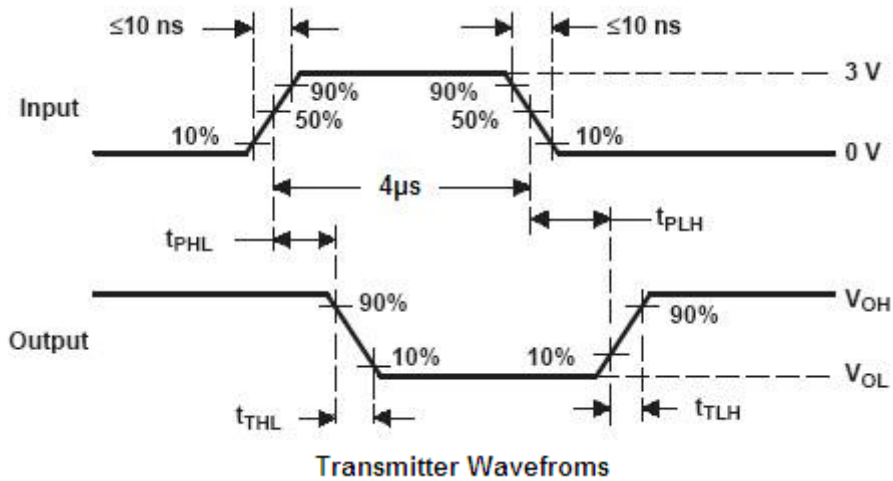 ≤10 ns
≤10 ns
3 V
90%
90%
Input
50%
50%
10%
10%
0 V
4μs
tPHL
tPLH
VOH
90%
90%
Output
10%
10%
VOL
tTHL
tTLH
Transmitter Wavefroms